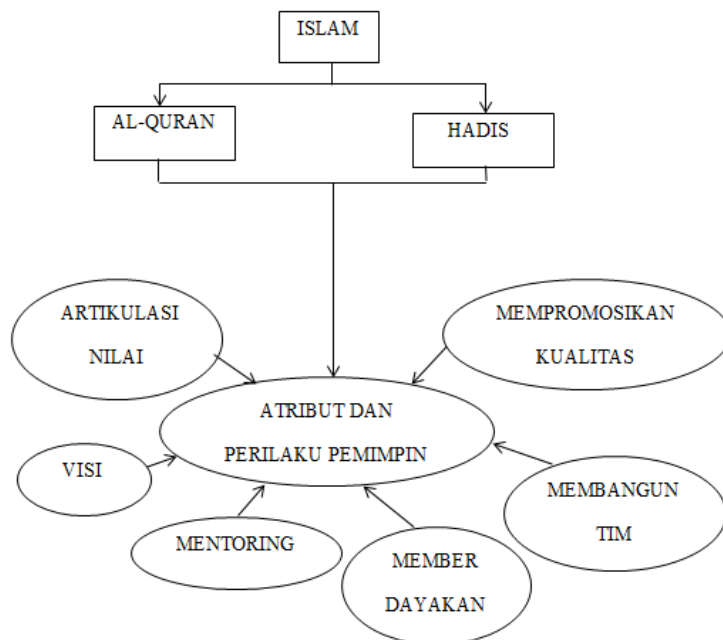 ISLAM
AL-QURAN
HADIS
ARTIKULASI
NILAI
MEMPROMOSIKAN
KUALITAS
ATRIBUT DAN
PERILAKU PEMIMPIN
VISI
MEMBANGUN
TIM
MENTORING
MEMBER
DAYAKAN